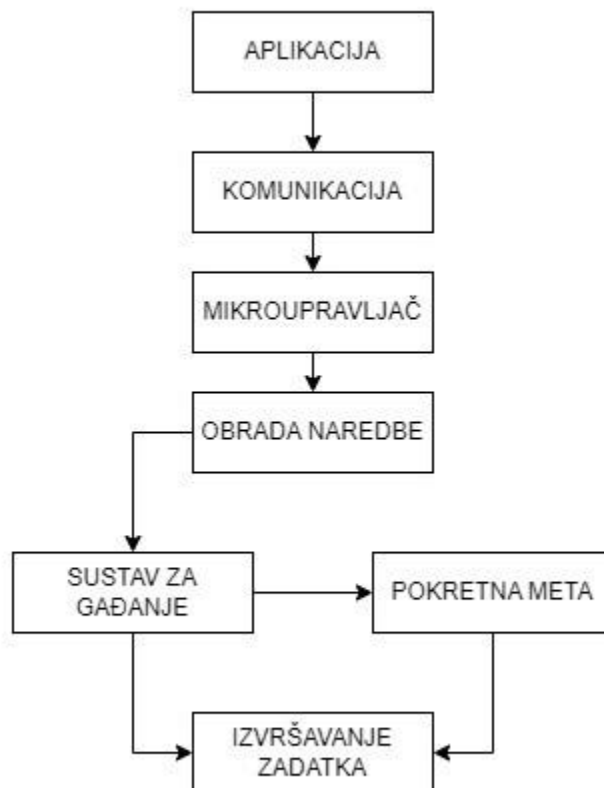 APLIKACIJA
KOMUNIKACIJA
MIKROUPRAVLJAČ
OBRADA NAREDBE
SUSTAV ZA
GAĐANJE
POKRETNA META
IZVRŠAVANJE
ZADATKA